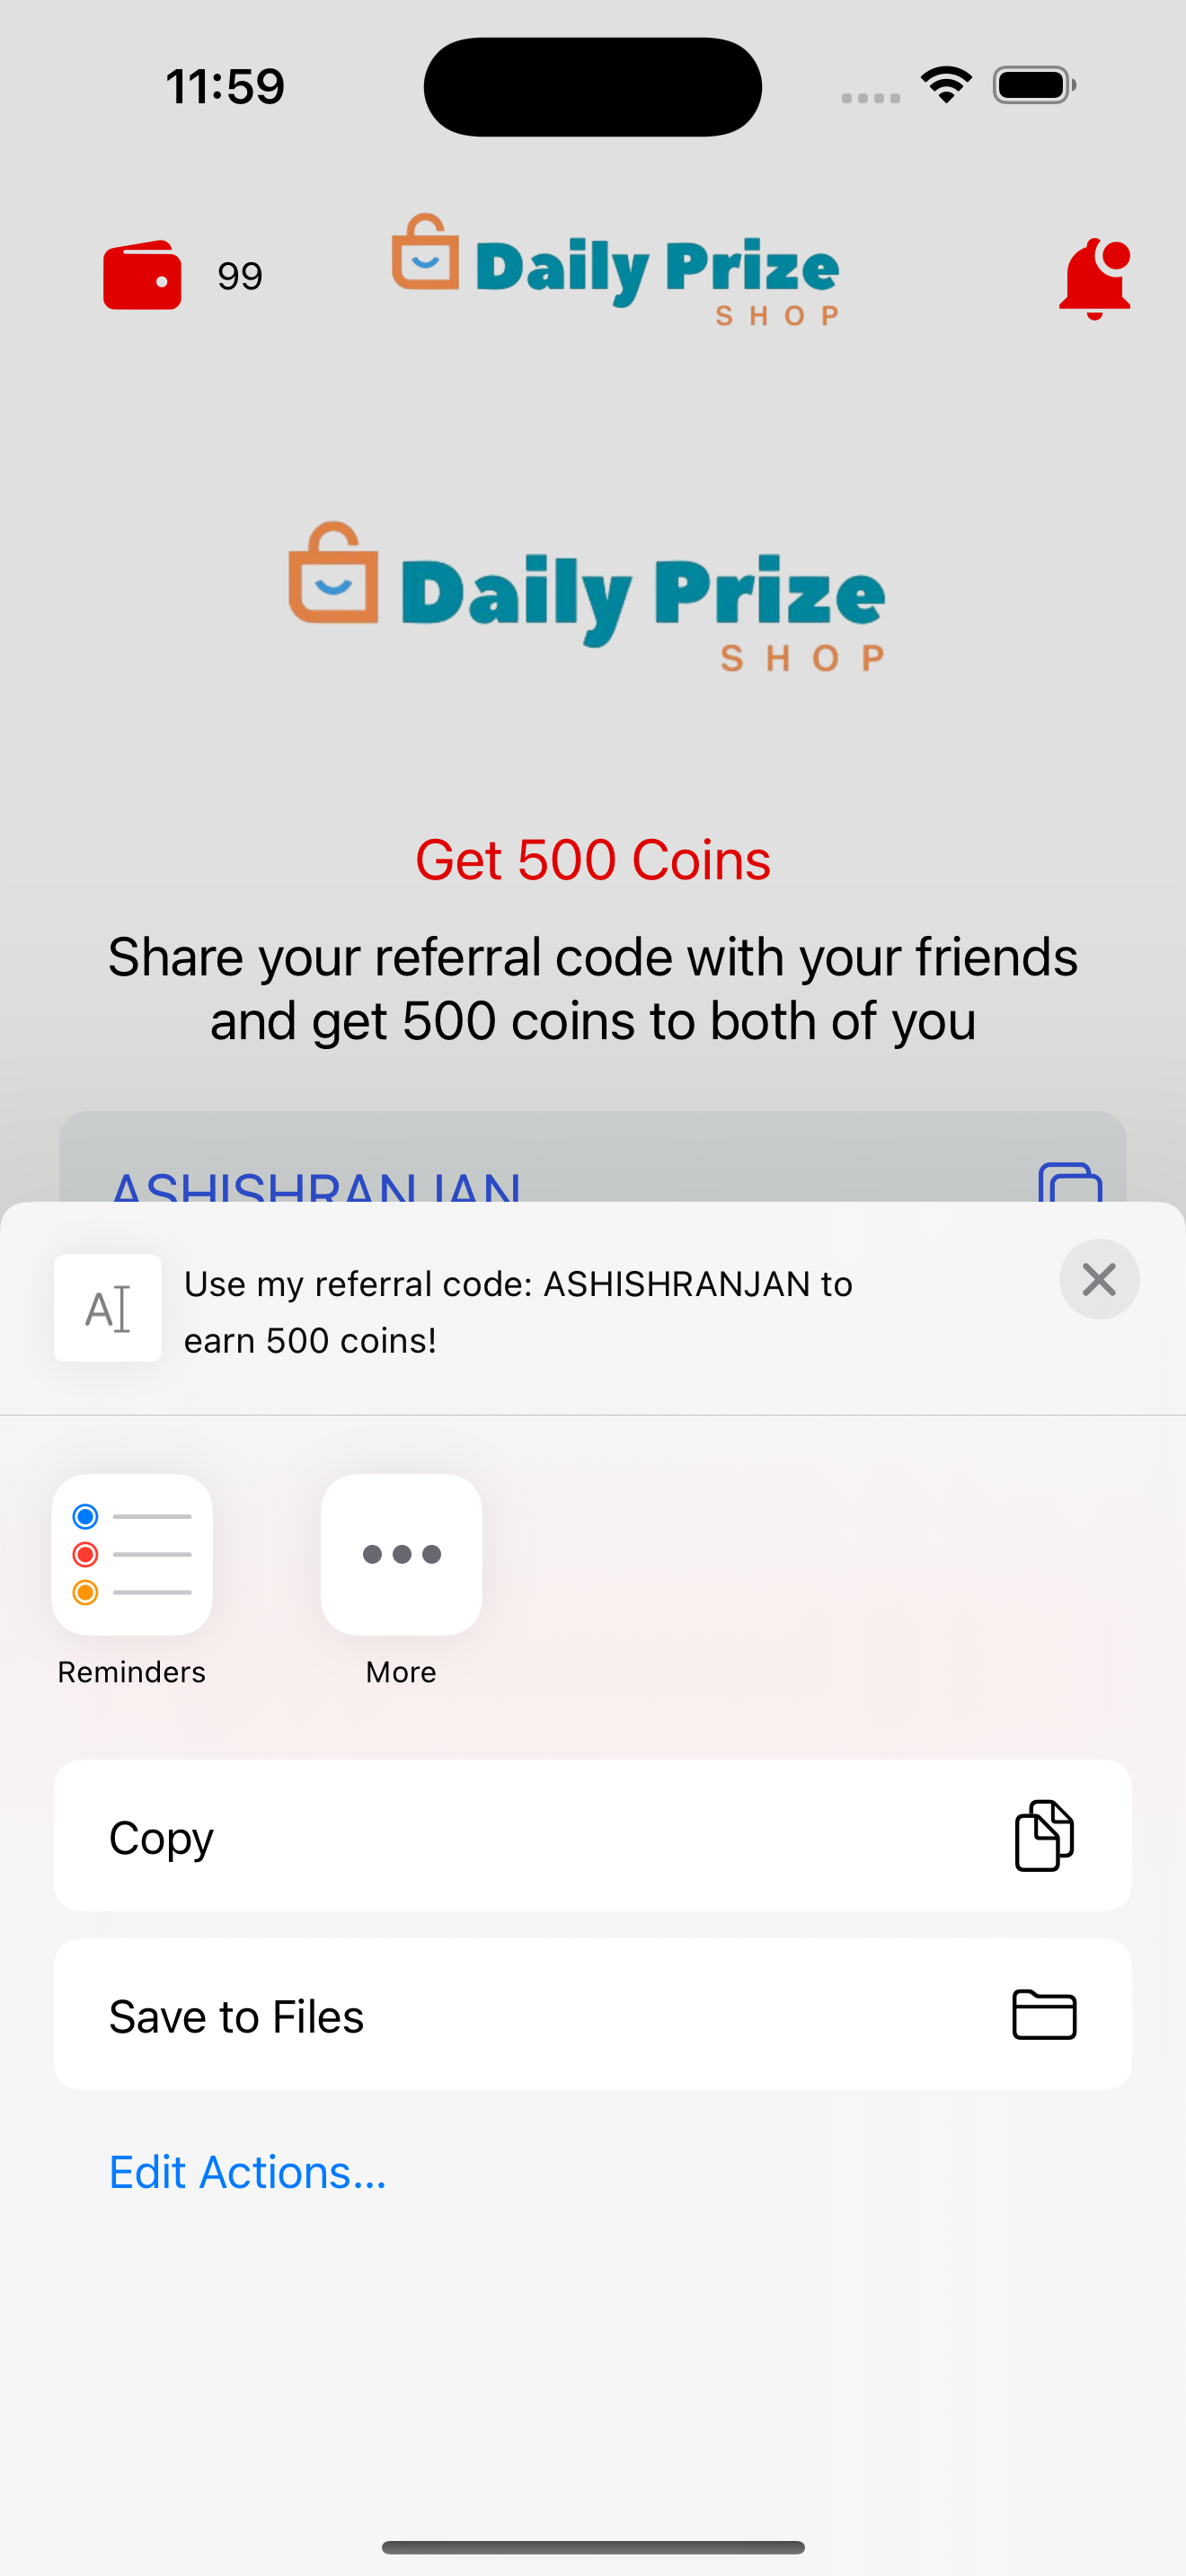 11:59
99
Daily Prize
SHOP
Daily Prize
SHOP
Get 500 Coins
Share your referral code with your friends
and get 500 coins to both of you
ASHISHRANJAN
Use my referral code: ASHISHRANJAN to
earn 500 coins!
Reminders
More
Copy
Save to Files
Edit Actions...